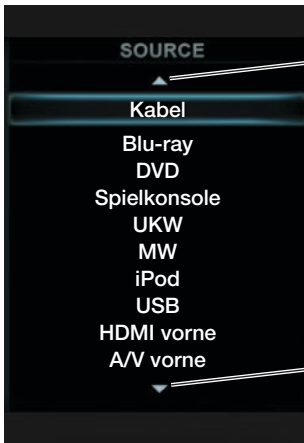 SOURCE
Kabel
Blu-ray
DVD
Spielkonsole
UKW
MW
iPod
USB
HDMI vorne
A/V vorne